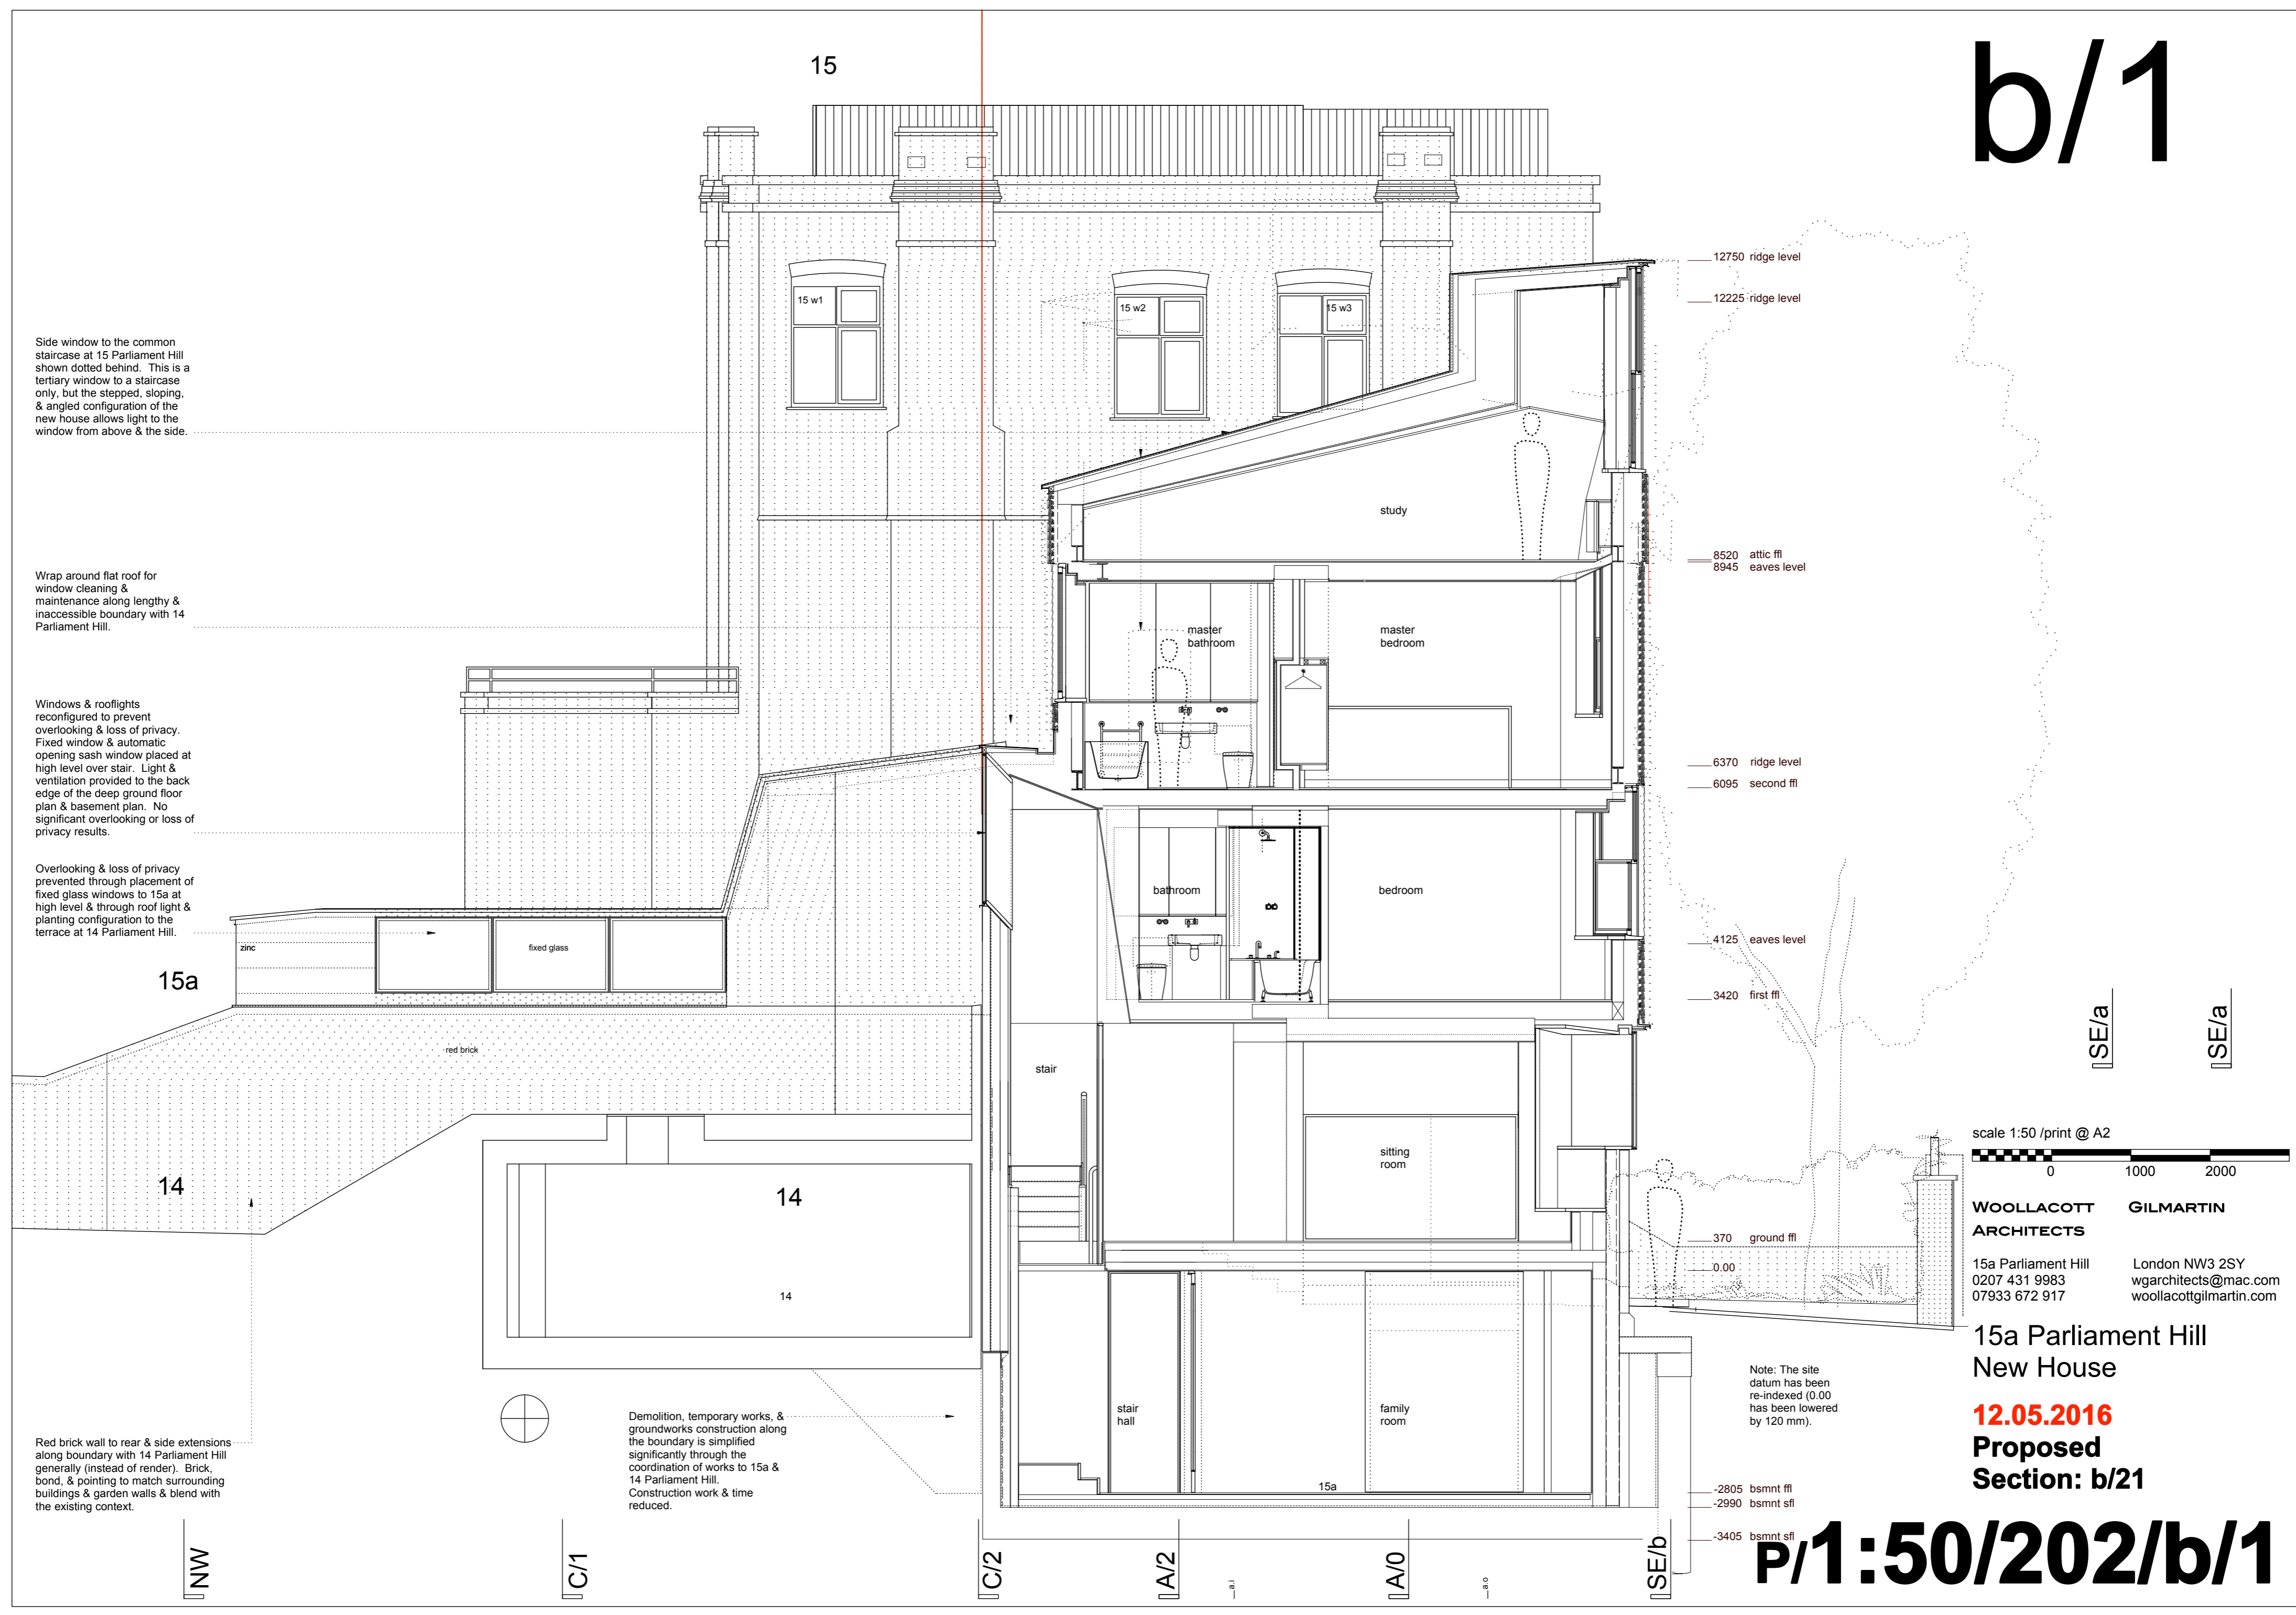 15
b/1
12750 ridge level
12225 ridge level
15 w1
15 w2
15 w3
Side window to the common
staircase at 15 Parliament Hill
shown dotted behind. This is a
tertiary window to a staircase
only, but the stepped, sloping,
& angled configuration of the
new house allows light to the
window from above & the side.
study
8520 attic ffl
8945 eaves level
Wrap around flat roof for
window cleaning &
maintenance along lengthy &
inaccessible boundary with 14
Parliament Hill.
master
bathroom
master
bedroom
Windows & rooflights
reconfigured to prevent
overlooking & loss of privacy.
Fixed window & automatic
opening sash window placed at
high level over stair. Light &
ventilation provided to the back
edge of the deep ground floor
plan & basement plan. No
significant overlooking or loss of
privacy results.
6370 ridge level
6095 second ffl
Overlooking & loss of privacy
prevented through placement of
fixed glass windows to 15a at
high level & through roof light &
planting configuration to the
terrace at 14 Parliament Hill.
bathroom
bedroom
zinc
fixed glass
4125 eaves level
15a
3420 first ffl
SE/a
SE/a
red brick
stair
scale 1:50 /print @ A2
0 1000 2000
sitting
room
14
14
WOOLLACOTT GILMARTIN
ARCHITECTS
370 ground ffl
0.00
15a Parliament Hill London NW3 2SY
0207 431 9983 wgarchitects@mac.com
07933 672 917 woollacottgilmartin.com
14
15a Parliament Hill
New House
Note: The site
datum has been
re-indexed (0.00
has been lowered
by 120 mm).
12.05.2016
Proposed
Section: b/21
stair
hall
family
room
Demolition, temporary works, &
groundworks construction along
the boundary is simplified
significantly through the
coordination of works to 15a &
14 Parliament Hill.
Construction work & time
reduced.
Red brick wall to rear & side extensions
along boundary with 14 Parliament Hill
generally (instead of render). Brick,
bond, & pointing to match surrounding
buildings & garden walls & blend with
the existing context.
15a
-2805 bsmnt ffl
-2990 bsmnt sfl
-3405 bsmnt sfl
NW
C/1
C/2
A/2
a.i
A/0
a.o
SE/b
P/1:50/202/b/1